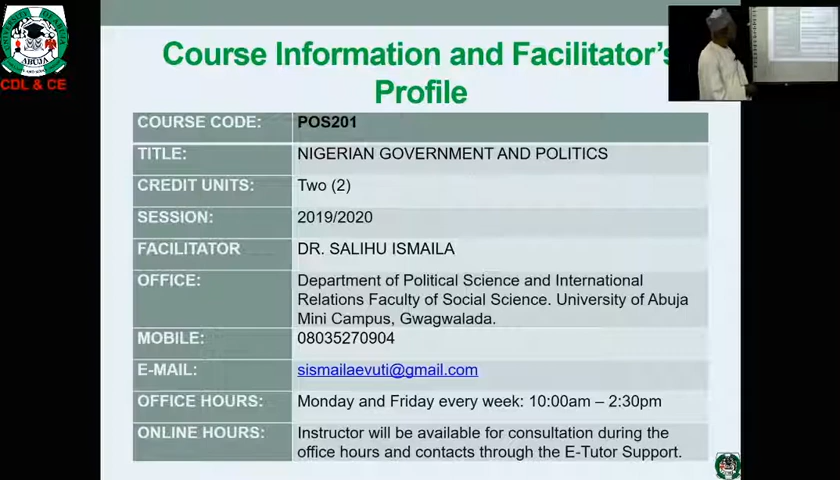 Course Information and Facilitator's
Profile
COURSE CODE: POS201
TITLE: NIGERIAN GOVERNMENT AND POLITICS
CREDIT UNITS: Two (2)
SESSION: 2019/2020
FACILITATOR DR. SALIHU ISMAILA
OFFICE: Department of Political Science and International
Relations Faculty of Social Science. University of Abuja
Mini Campus, Gwagwalada.
MOBILE: 08035270904
E-MAIL: sismailaevuti@gmail.com
OFFICE HOURS: Monday and Friday every week: 10:00am – 2:30pm
ONLINE HOURS: Instructor will be available for consultation during the
office hours and contacts through the E-Tutor Support.
ABUJA
CDL & CE